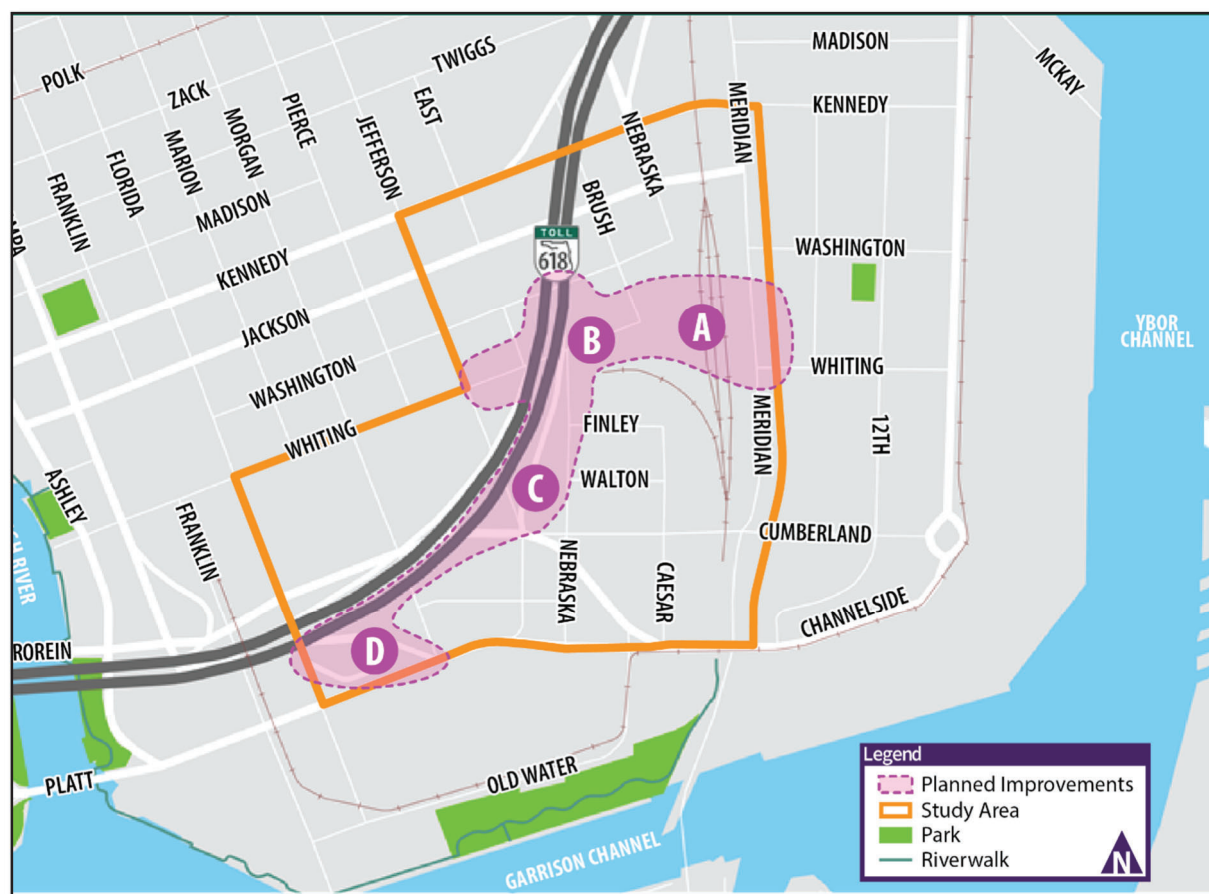 MADISON
McKAY
TWIGGS
POLK
ZACK
EAST
KENNEDY
MERIDIAN
PIERCE
MORGAN
JEFFERSON
NEBRASKA
MARION
FLORIDA
FRANKLIN
MADISON
BRUSH
TOLL
618
WASHINGTON
KENNEDY
JACKSON
A
B
YBOR
CHANNEL
WHITING
WASHINGTON
WHITING
FINLEY
MERIDIAN
12TH
WALTON
C
ASHLEY
FRANKLIN
CUMBERLAND
NEBRASKA
CAESAR
CHANNELSIDE
RIVER
ROREIN
D
PLATT
OLD WATER
GARRISON CHANNEL
Legend
Planned Improvements
Study Area
Park
Riverwalk
N